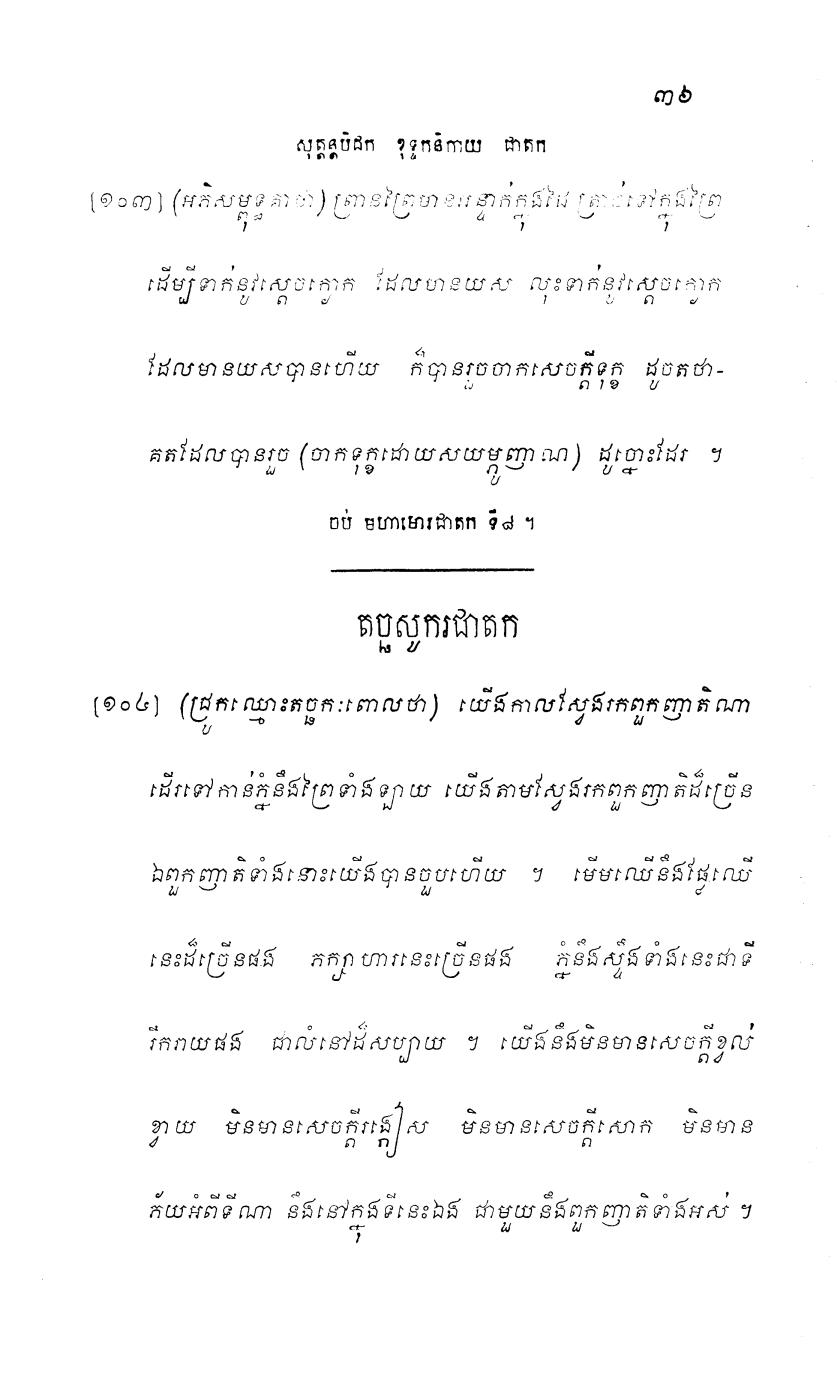 ៣៦
សុត្តន្តបិដក ខុទ្ទកនិកាយ ជាតក
[១០៣] (អភិសម្ពុទ្ធគាថា) ព្រានព្រៃមានអន្ទាក់ក្នុងដៃ ត្រាច់ទៅក្នុងព្រៃ
ដើម្បីទាក់នូវស្តេចក្ងោក ដែលមានយស លុះទាក់នូវស្តេចក្ងោក
ដែលមានយសបានហើយ ក៏បានរួចចាកសេចក្តីទុក្ខ ដូចតថា-
គតដែលបានរួច (ចាកទុក្ខដោយសយម្ភូញាណ) ដូច្នោះដែរ ។
ចប់ មហាមោរជាតក ទី៨ ។
តច្ឆសូករជាតក
[១០៤] (ជ្រូកឈ្មោះតច្ឆកៈពោលថា) យើងកាលស្វែងរកពួកញាតិណា
ដើរទៅកាន់ភ្នំនឹងព្រៃទាំងឡាយ យើងតាមស្វែងរកពួកញាតិដ៏ច្រើន
ឯពួកញាតិទាំងនោះយើងបានចួបហើយ ។ មើមឈើនឹងផ្លែឈើ
នេះដ៏ច្រើនផង ភក្សាហារនេះច្រើនផង ភ្នំនឹងស្ទឹងទាំងនេះជាទី
រីករាយផង ជាលំនៅដ៏សប្បាយ ។ យើងនឹងមិនមានសេចក្តីខ្វល់
ខ្វាយ មិនមានសេចក្តីរង្កៀស មិនមានសេចក្តីសោក មិនមាន
ភ័យអំពីទីណា នឹងនៅក្នុងទីនេះឯង ជាមួយនឹងពួកញាតិទាំងអស់ ។